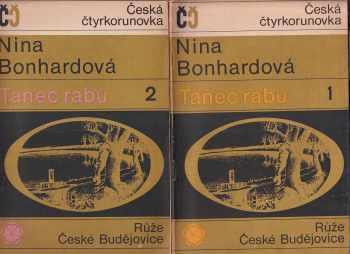 čč
Česká
čtyrkorunovka
Nina
Bonhardová
Tanec rabů
2
Růže
České Budějovice
čč
Česká
čtyrkorunovka
Nina
Bonhardová
Tanec rabů
1
Růže
České Budějovice